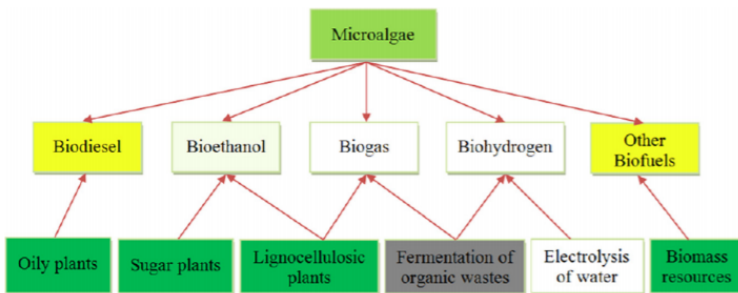 Microalgae
Biodiesel
Bioethanol
Biogas
Biohydrogen
Other
Biofuels
Oily plants
Sugar plants
Lignocellulosic
plants
Fermentation of
organic wastes
Electrolysis
of water
Biomass
resources